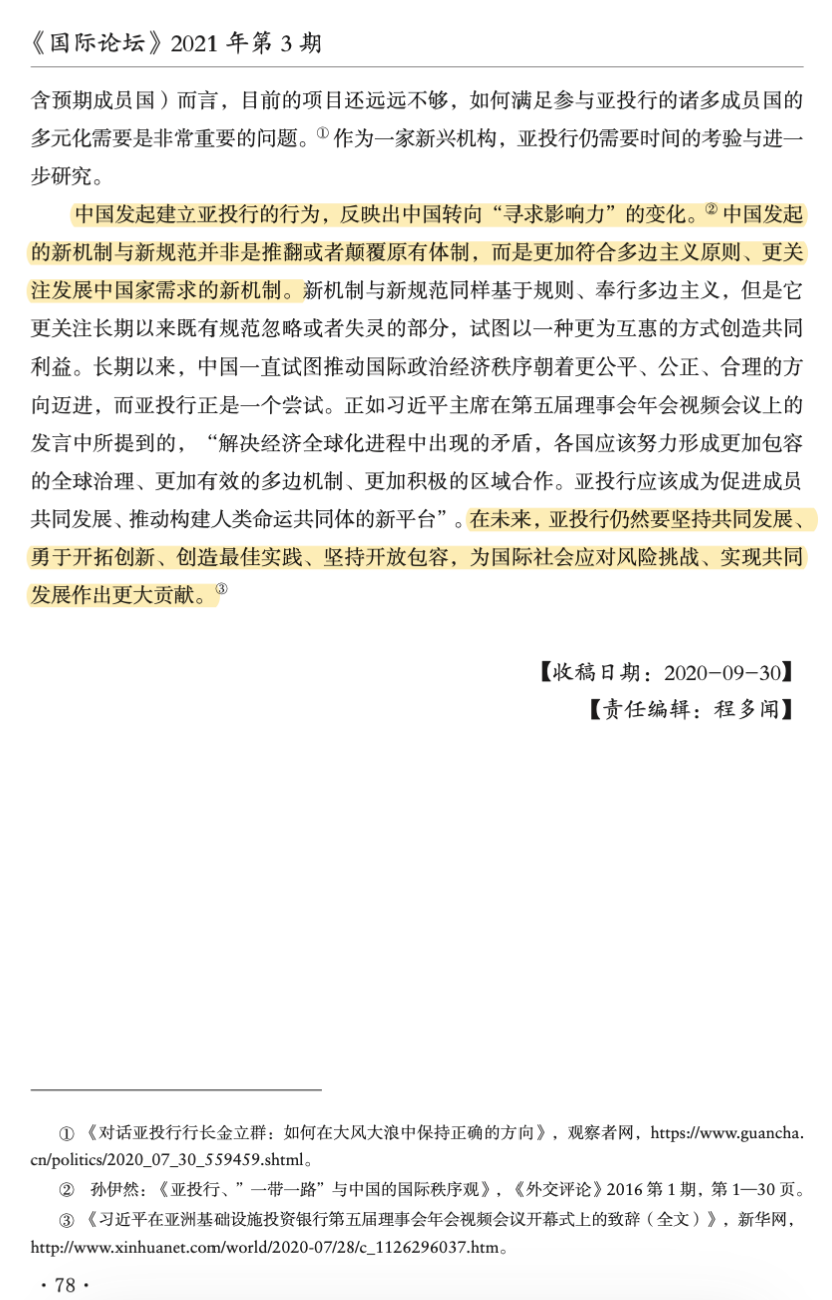 《国际论坛》2021 年第 3 期
含预期成员国）而言，目前的项目还远远不够，如何满足参与亚投行的诸多成员国的
多元化需要是非常重要的问题。①作为一家新兴机构，亚投行仍需要时间的考验与进一
步研究。
中国发起建立亚投行的行为，反映出中国转向“寻求影响力”的变化。②中国发起
的新机制与新规范并非是推翻或者颠覆原有体制，而是更加符合多边主义原则、更关
注发展中国家需求的新机制。新机制与新规范同样基于规则、奉行多边主义，但是它
更关注长期以来既有规范忽略或者失灵的部分，试图以一种更为互惠的方式创造共同
利益。长期以来，中国一直试图推动国际政治经济秩序朝着更公平、公正、合理的方
向迈进，而亚投行正是一个尝试。正如习近平主席在第五届理事会年会视频会议上的
发言中所提到的，“解决经济全球化进程中出现的矛盾，各国应该努力形成更加包容
的全球治理、更加有效的多边机制、更加积极的区域合作。亚投行应该成为促进成员
共同发展、推动构建人类命运共同体的新平台”。在未来，亚投行仍然要坚持共同发展、
勇于开拓创新、创造最佳实践、坚持开放包容，为国际社会应对风险挑战、实现共同
发展作出更大贡献。③
【收稿日期：2020-09-30】
【责任编辑：程多闻】
① 《对话亚投行行长金立群：如何在大风大浪中保持正确的方向》，观察者网，https://www.guancha.
cn/politics/2020_07_30_559459.shtml。
② 孙伊然：《亚投行、”一带一路”与中国的国际秩序观》，《外交评论》2016 第 1 期，第 1—30 页。
③ 《习近平在亚洲基础设施投资银行第五届理事会年会视频会议开幕式上的致辞（全文）》，新华网，
http://www.xinhuanet.com/world/2020-07/28/c_1126296037.htm。
· 78 ·